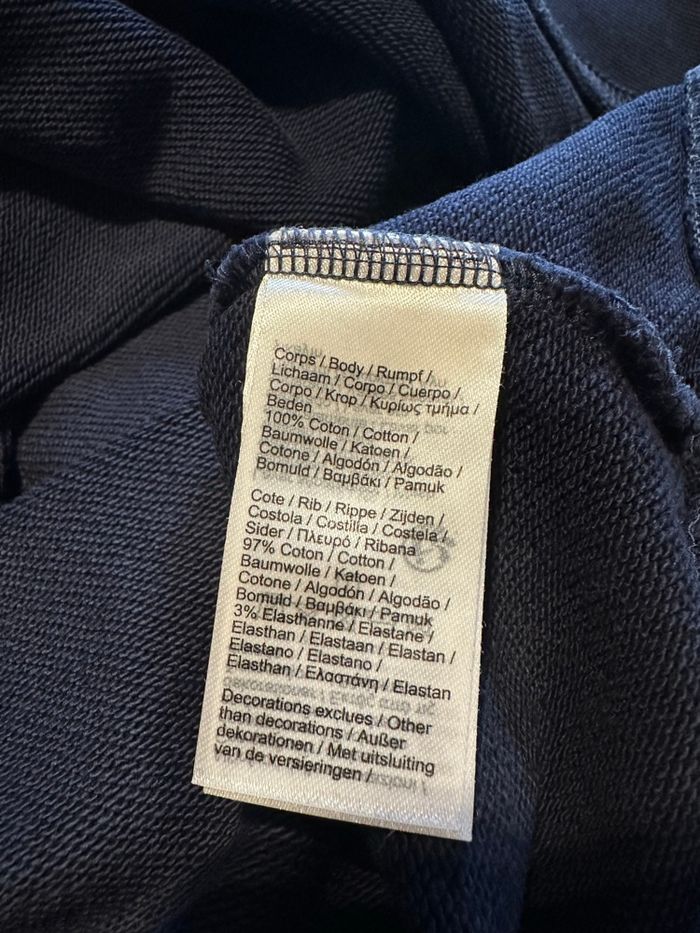 Corps / Body / Rumpf /
Lichaam / Corpo / Cuerpo /
Corpo / Krop / Κυρίως τμήμα /
Beden
100% Coton / Cotton /
Baumwolle / Katoen /
Cotone / Algodón / Algodão /
Bomuld / Βαμβάκι / Pamuk
Cote / Rib / Rippe / Zijden /
Costola / Costilla / Costela /
Sider / Πλευρό / Ribana
97% Coton / Cotton /
Baumwolle / Katoen /
Cotone / Algodón / Algodão /
Bomuld / Βαμβάκι / Pamuk
3% Elasthanne / Elastane /
Elasthan / Elastaan / Elastan /
Elastano / Elastano /
Elasthan / Ελαστάνη / Elastan
Decorations exclues / Other
than decorations / Außer
dekorationen / Met uitsluiting
van de versieringen /